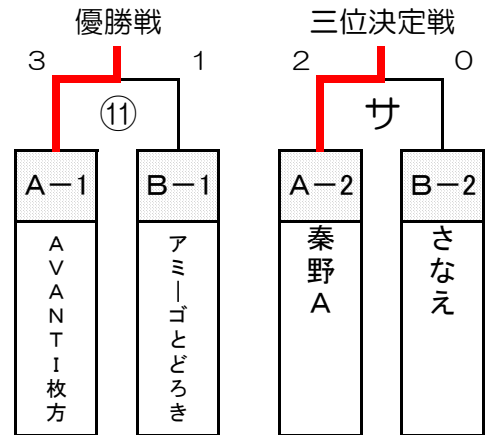 優勝戦 三位決定戦
3 1 2 0
⑪ サ
A－1 B－1 A－2 B－2
AVANTI枚方
アミーゴとどろき
秦野A
さなえ